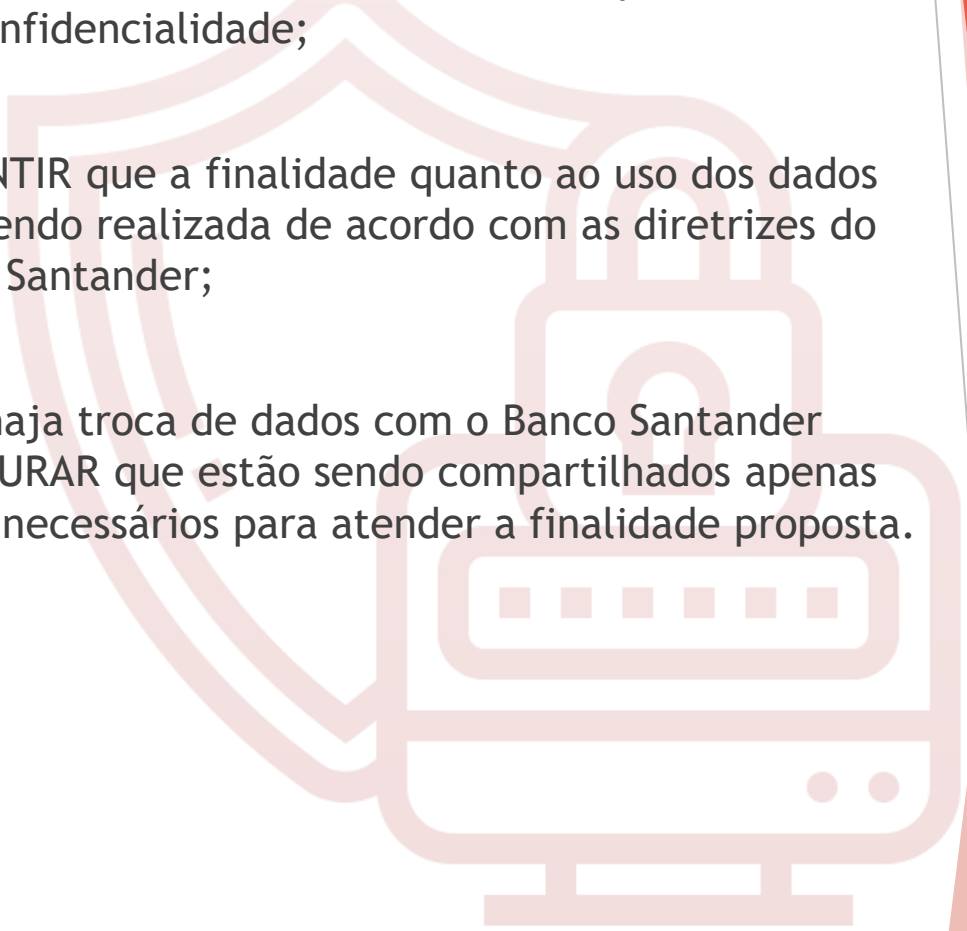 nfidencialidade;
NTIR que a finalidade quanto ao uso dos dados
endo realizada de acordo com as diretrizes do
Santander;
haja troca de dados com o Banco Santander
URAR que estão sendo compartilhados apenas
necessários para atender a finalidade proposta.